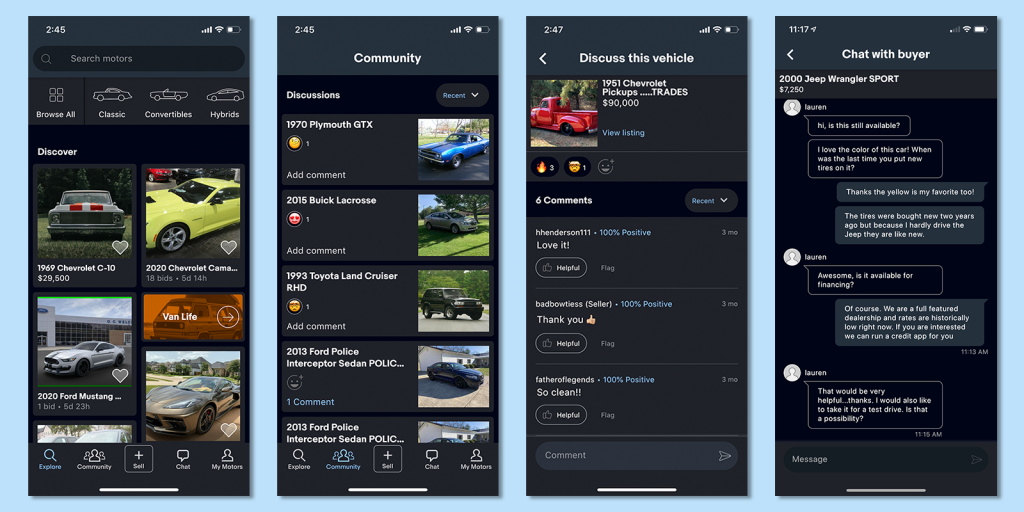 2:45
Search motors
Browse All
Classic
Convertibles
Hybrids
Discover
1969 Chevrolet C-10
$29,500
2020 Chevrolet Cama...
18 bids • 5d 14h
Van Life
2020 Ford Mustang ...
1 bid • 5d 23h
Explore
Community
Sell
Chat
My Motors
2:45
Community
Discussions
Recent
1970 Plymouth GTX
1
Add comment
2015 Buick Lacrosse
1
Add comment
1993 Toyota Land Cruiser
RHD
1
Add comment
2013 Ford Police
Interceptor Sedan POLIC...
1 Comment
2013 Ford Police
Interceptor Sedan POLIC...
Explore
Community
Sell
Chat
My Motors
2:47
Discuss this vehicle
1951 Chevrolet
Pickups .....TRADES
$90,000
View listing
3
1
6 Comments
Recent
hhenderson111 • 100% Positive
3 mo
Love it!
Helpful
Flag
badbowtiess (Seller) • 100% Positive
3 mo
Thank you 👍🏼
Helpful
Flag
fatheroflegends • 100% Positive
3 mo
So clean!!
Helpful
Flag
Comment
11:17
Chat with buyer
2000 Jeep Wrangler SPORT
$7,250
lauren
hi, is this still available?
I love the color of this car! When
was the last time you put new
tires on it?
Thanks the yellow is my favorite too!
The tires were bought new two years
ago but because I hardly drive the
Jeep they are like new.
lauren
Awesome, is it available for
financing?
Of course. We are a full featured
dealership and rates are historically
low right now. If you are interested
we can run a credit app for you
11:13 AM
lauren
That would be very
helpful...thanks. I would also like
to take it for a test drive. Is that
a possibility?
11:15 AM
Message